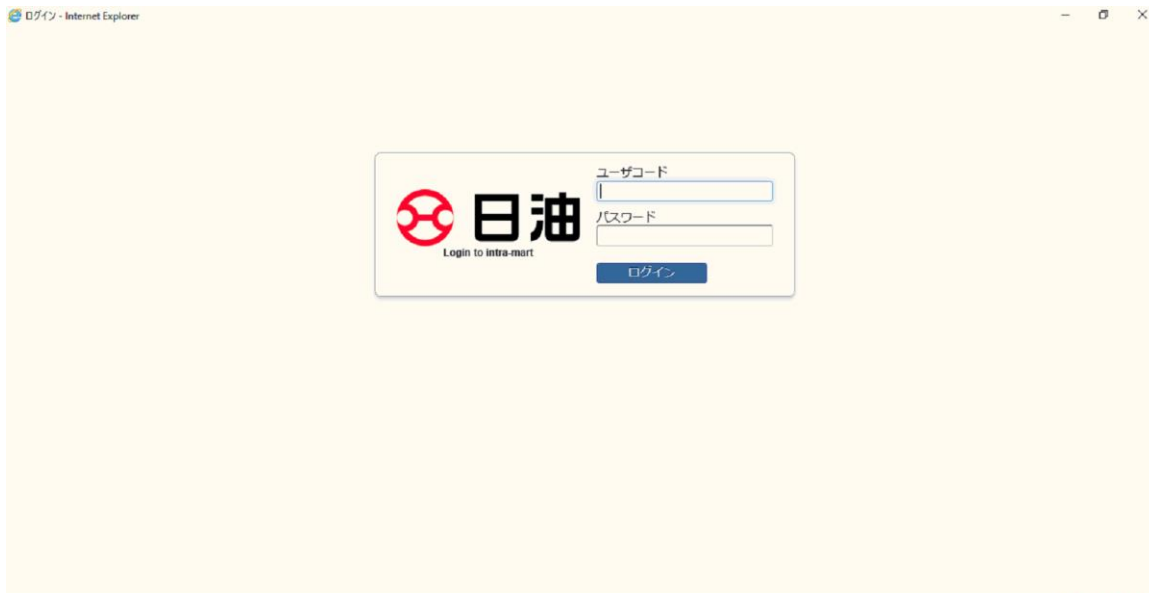 ログイン - Internet Explorer
ユーザコード
日油
パスワード
Login to intra-mart
ログイン